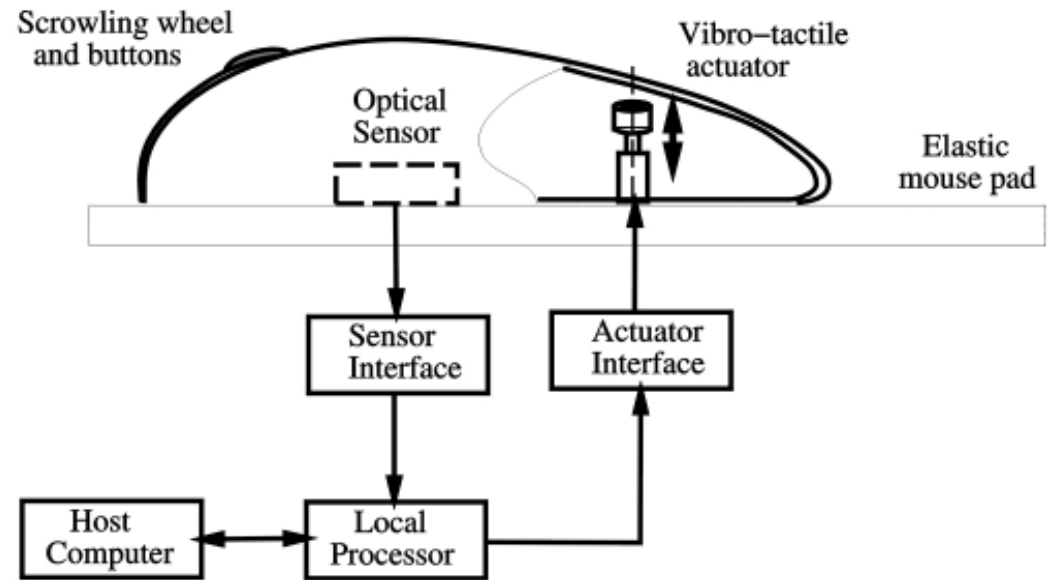 Scrowling wheel
and buttons
Vibro-tactile
actuator
Optical
Sensor
Elastic
mouse pad
Sensor
Interface
Actuator
Interface
Host
Computer
Local
Processor